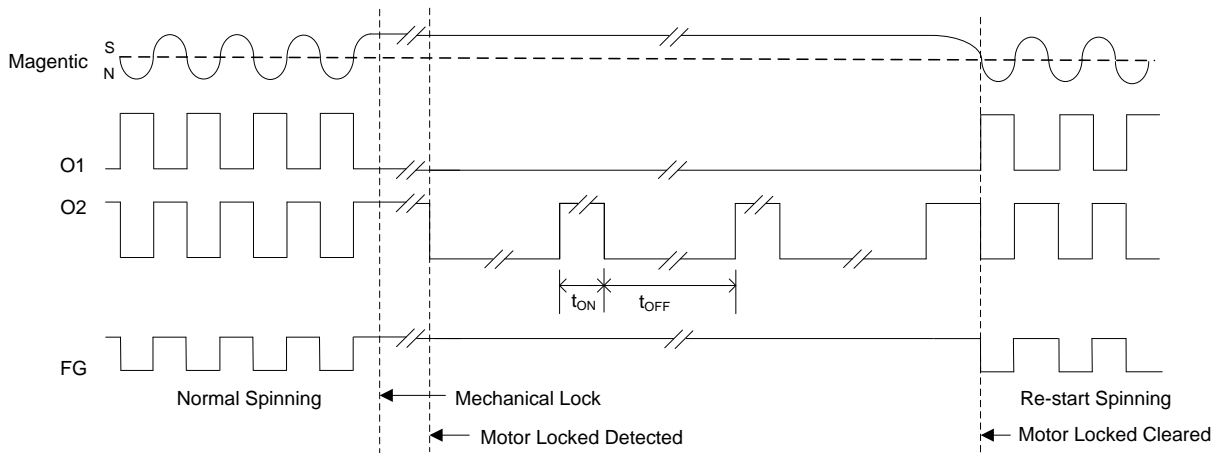 S
Magentic
N
O1
O2
tON
tOFF
FG
Normal Spinning
Mechanical Lock
Re-start Spinning
Motor Locked Detected
Motor Locked Cleared